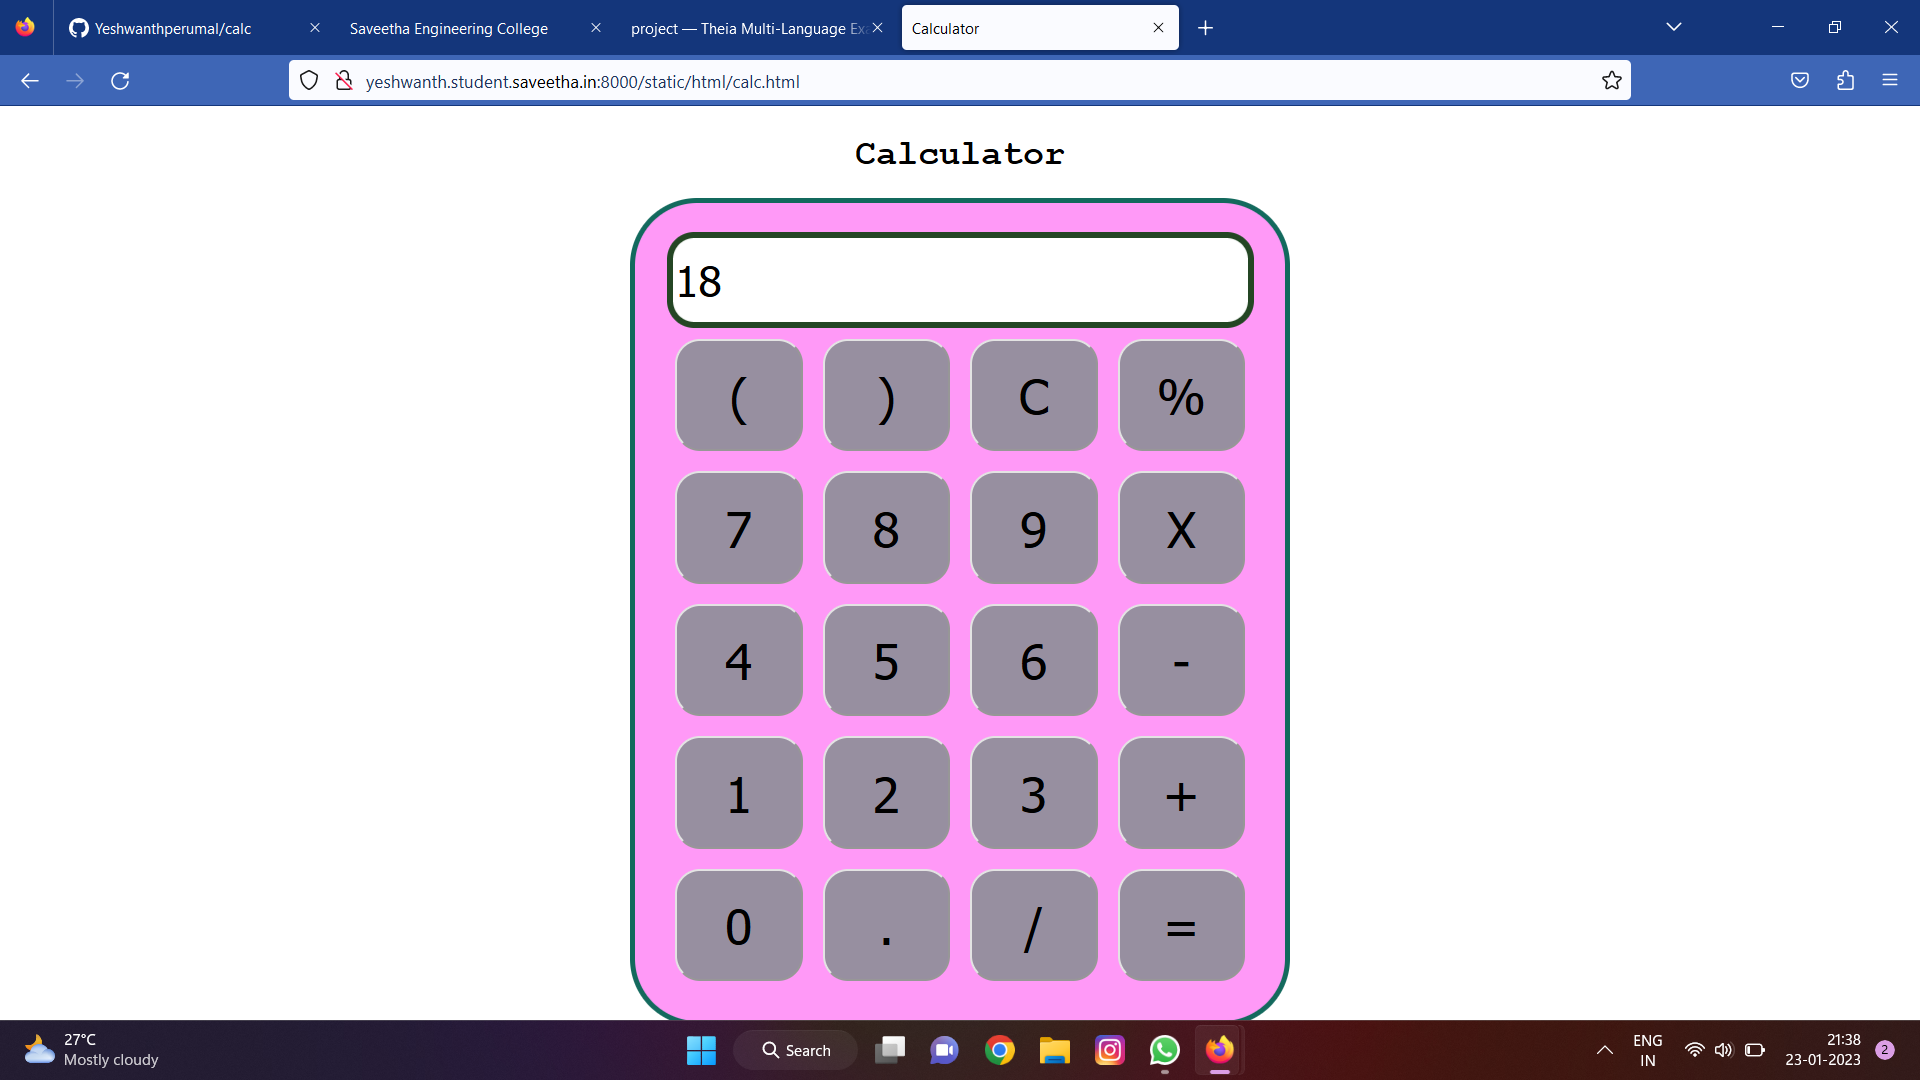 Yeshwanthperumal/calc
Saveetha Engineering College
project — Theia Multi-Language Ex
Calculator
yeshwanth.student.saveetha.in:8000/static/html/calc.html
Calculator
18
( ) C %
7 8 9 X
4 5 6 -
1 2 3 +
0 . / =
27°C
Mostly cloudy
Search
ENG
IN
21:38
23-01-2023
2